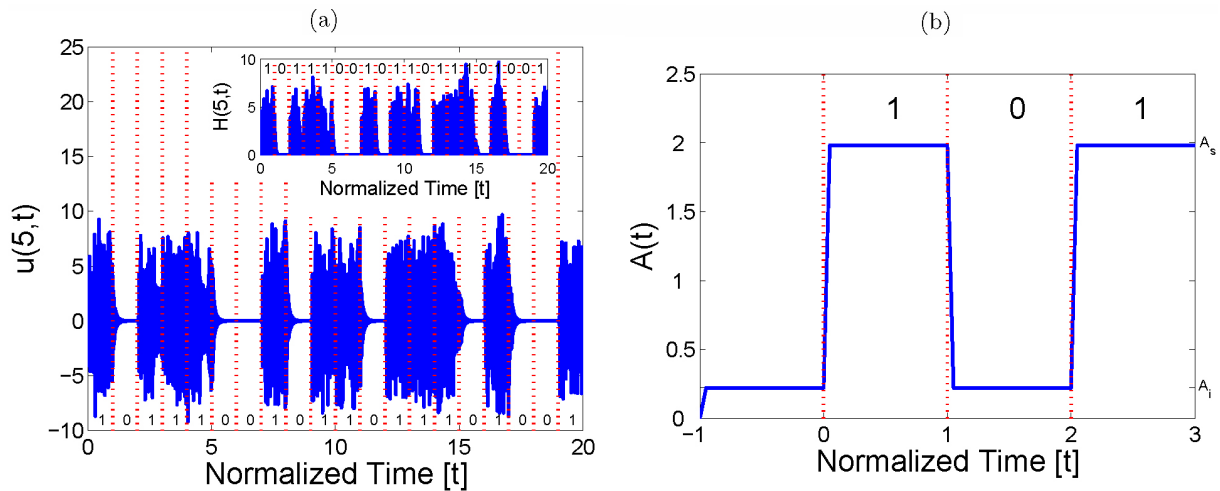 (a)
25
20
15
10
5
0
−5
−10
u(5,t)
10
5
0
H(5,t)
1 0 1 1 1 0 0 1 0 1 1 0 1 1 1 0 1 0 0 1
0 5 10 15 20
Normalized Time [t]
1 0 1 1 1 0 0 1 0 1 1 0 1 1 1 0 1 0 0 1
0 5 10 15 20
Normalized Time [t]
(b)
2.5
2
1.5
1
0.5
0
A(t)
1 0 1
A_s
A_i
−1 0 1 2 3
Normalized Time [t]